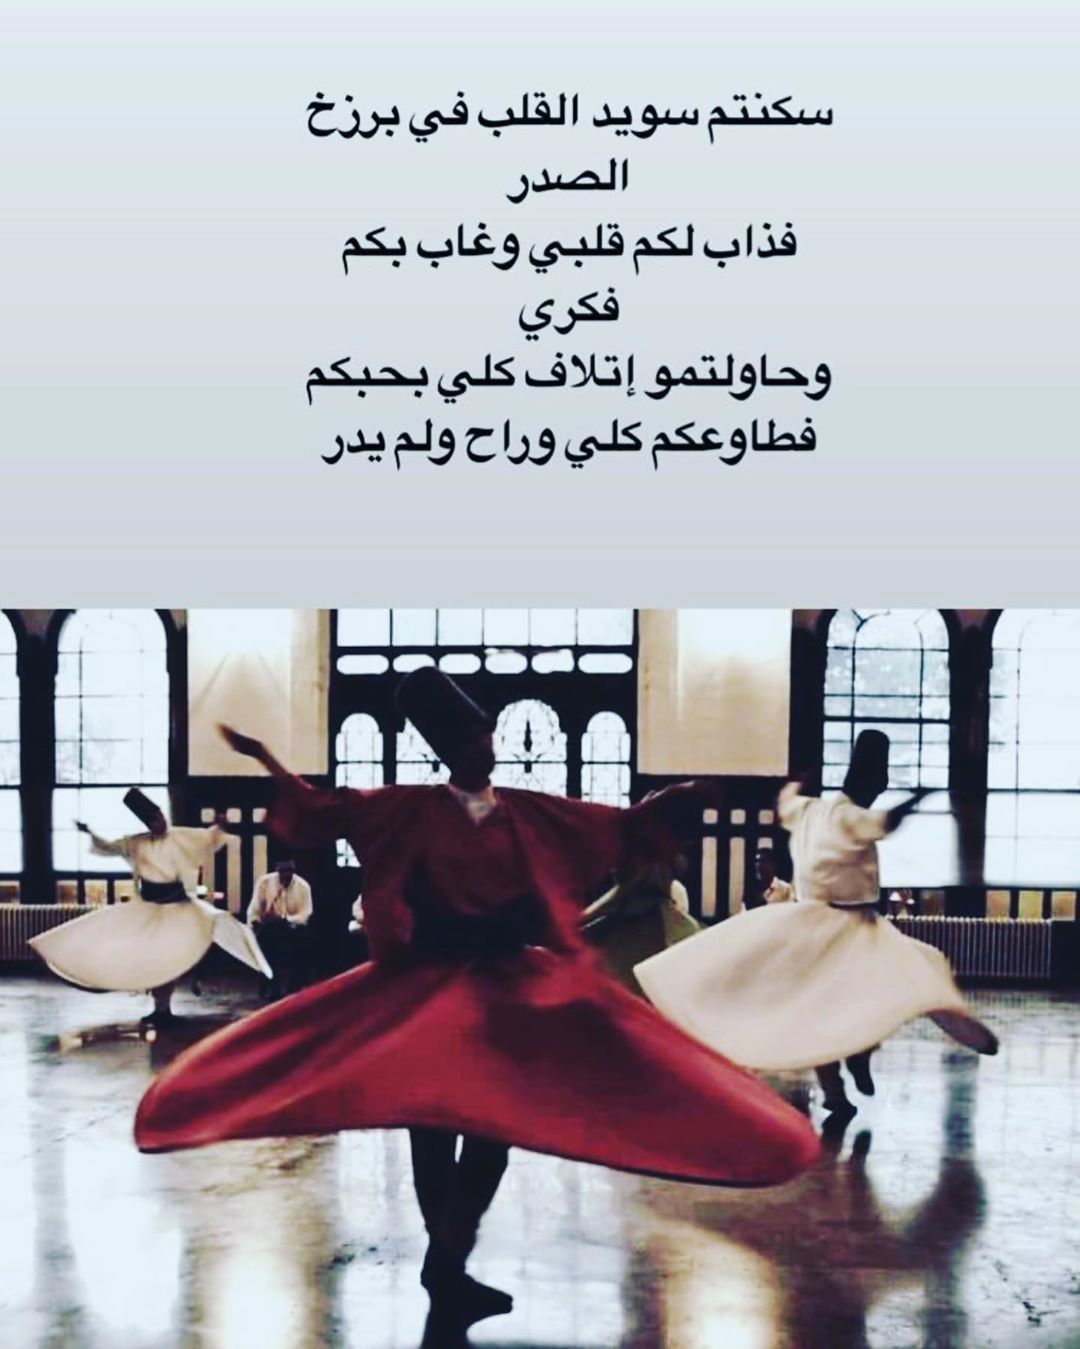 سكنتم سويد القلب في برزخ
الصدر
فذاب لكم قلبي وغاب بكم
فكري
وحاولتمو إتلاف كلي بحبكم
فطاوعكم كلي وراح ولم يدر